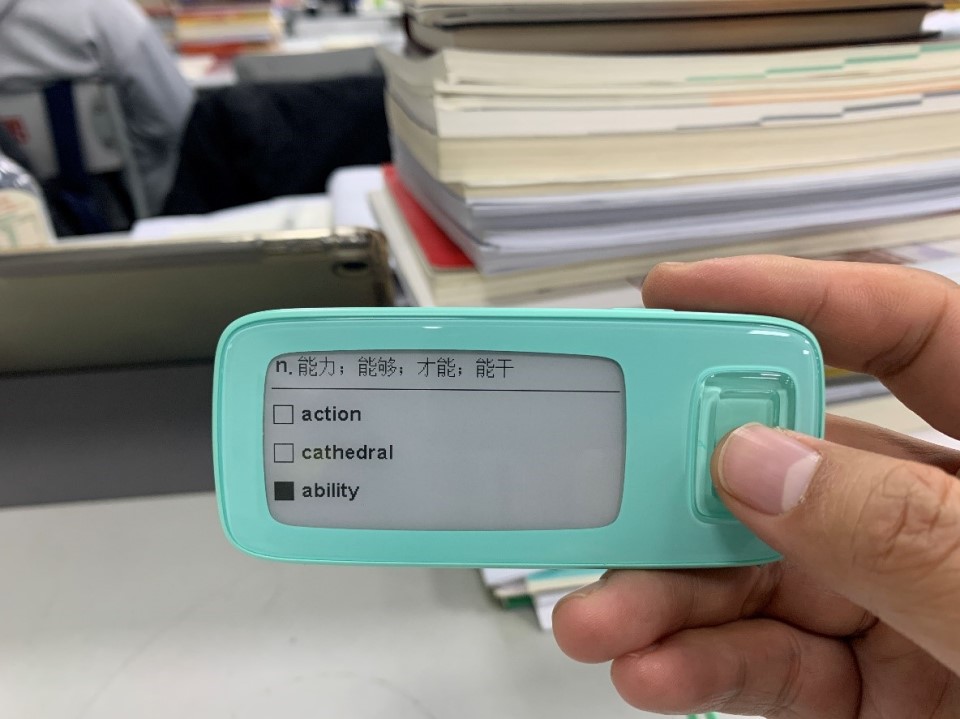 n. 能力；能够；才能；能干
action
cathedral
ability